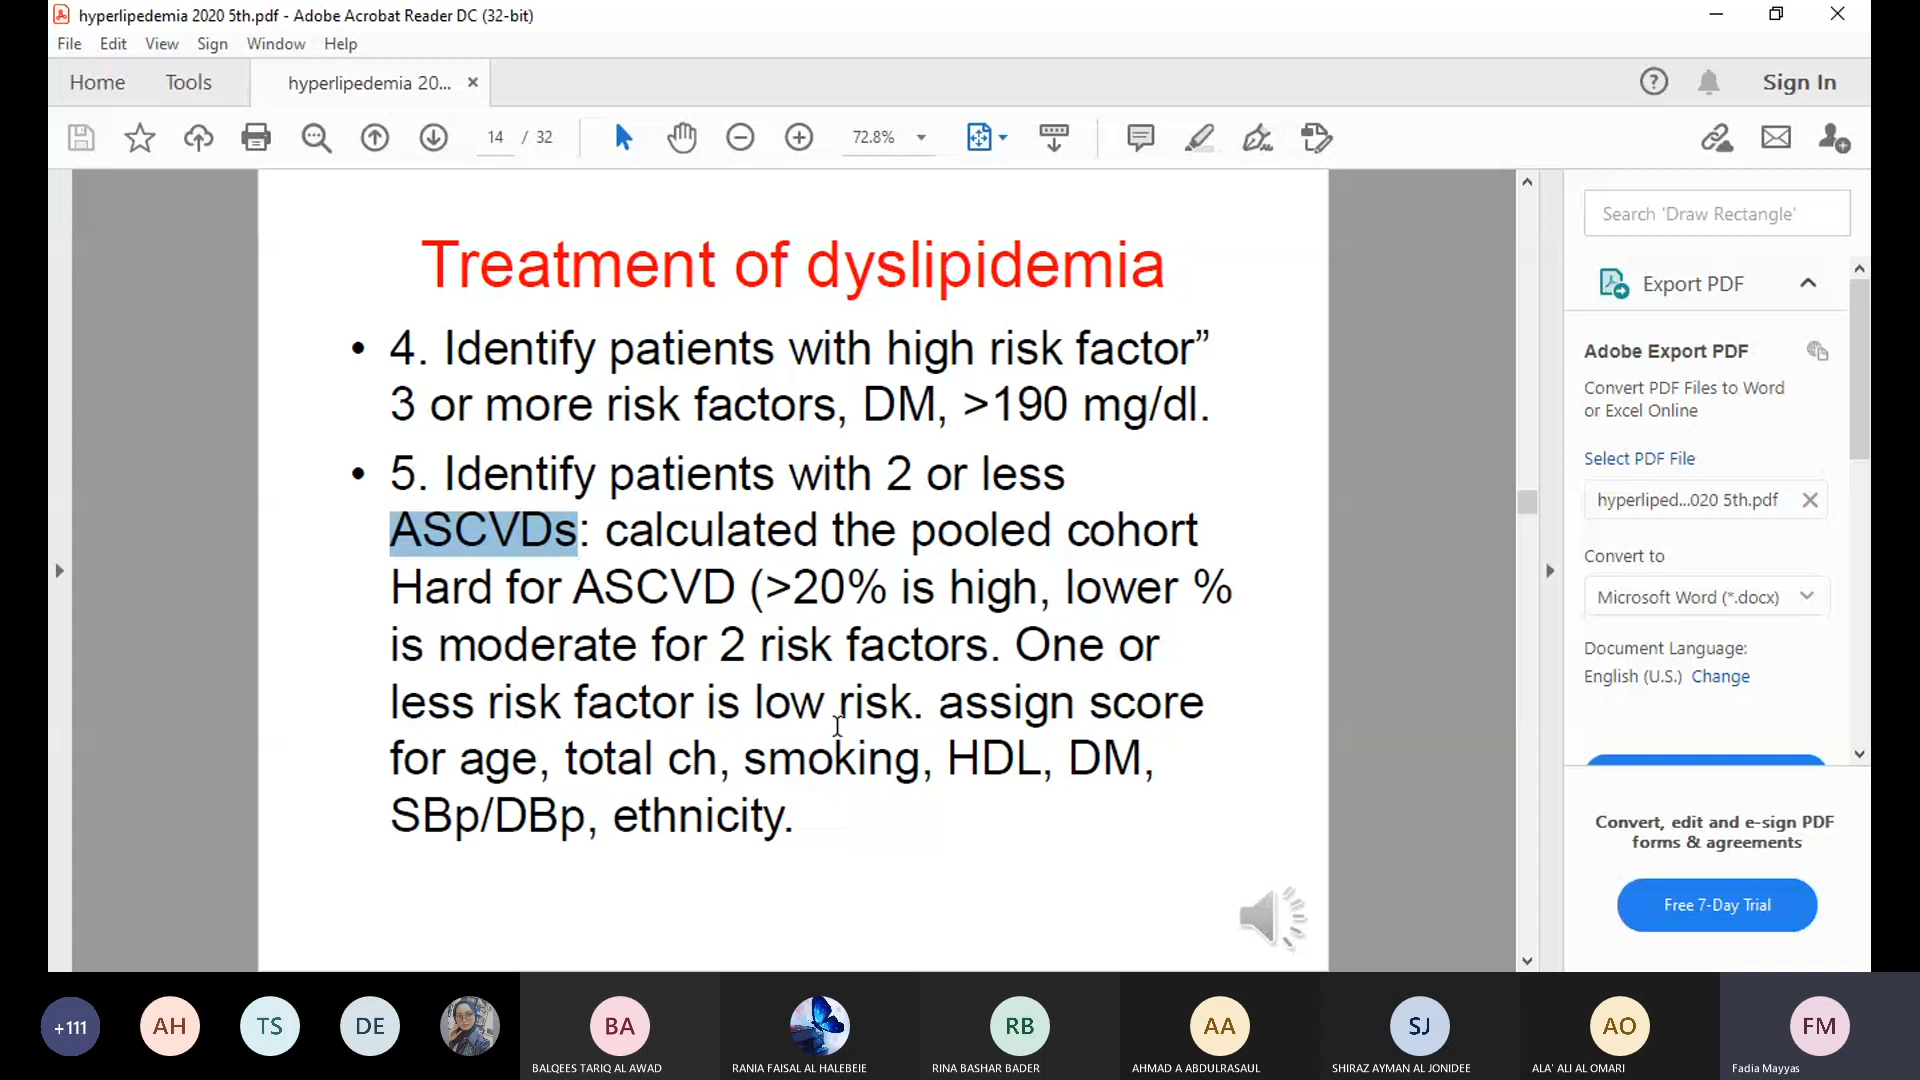 hyperlipedemia 2020 5th.pdf - Adobe Acrobat Reader DC (32-bit)
File Edit View Sign Window Help
Home Tools hyperlipedemia 20... Sign In
14 / 32 72.8%
Treatment of dyslipidemia
• 4. Identify patients with high risk factor”
3 or more risk factors, DM, >190 mg/dl.
• 5. Identify patients with 2 or less
ASCVDs: calculated the pooled cohort
Hard for ASCVD (>20% is high, lower %
is moderate for 2 risk factors. One or
less risk factor is low risk. assign score
for age, total ch, smoking, HDL, DM,
SBp/DBp, ethnicity.
Search 'Draw Rectangle'
Export PDF
Adobe Export PDF
Convert PDF Files to Word
or Excel Online
Select PDF File
hyperliped...020 5th.pdf
Convert to
Microsoft Word (*.docx)
Document Language:
English (U.S.) Change
Convert, edit and e-sign PDF
forms & agreements
Free 7-Day Trial
+111 AH TS DE BA RB AA SJ AO FM
BALQEES TARIQ AL AWAD RANIA FAISAL AL HALEBEIE RINA BASHAR BADER AHMAD A ABDULRASAUL SHIRAZ AYMAN AL JONIDEE ALA' ALI AL OMARI Fadia Mayyas